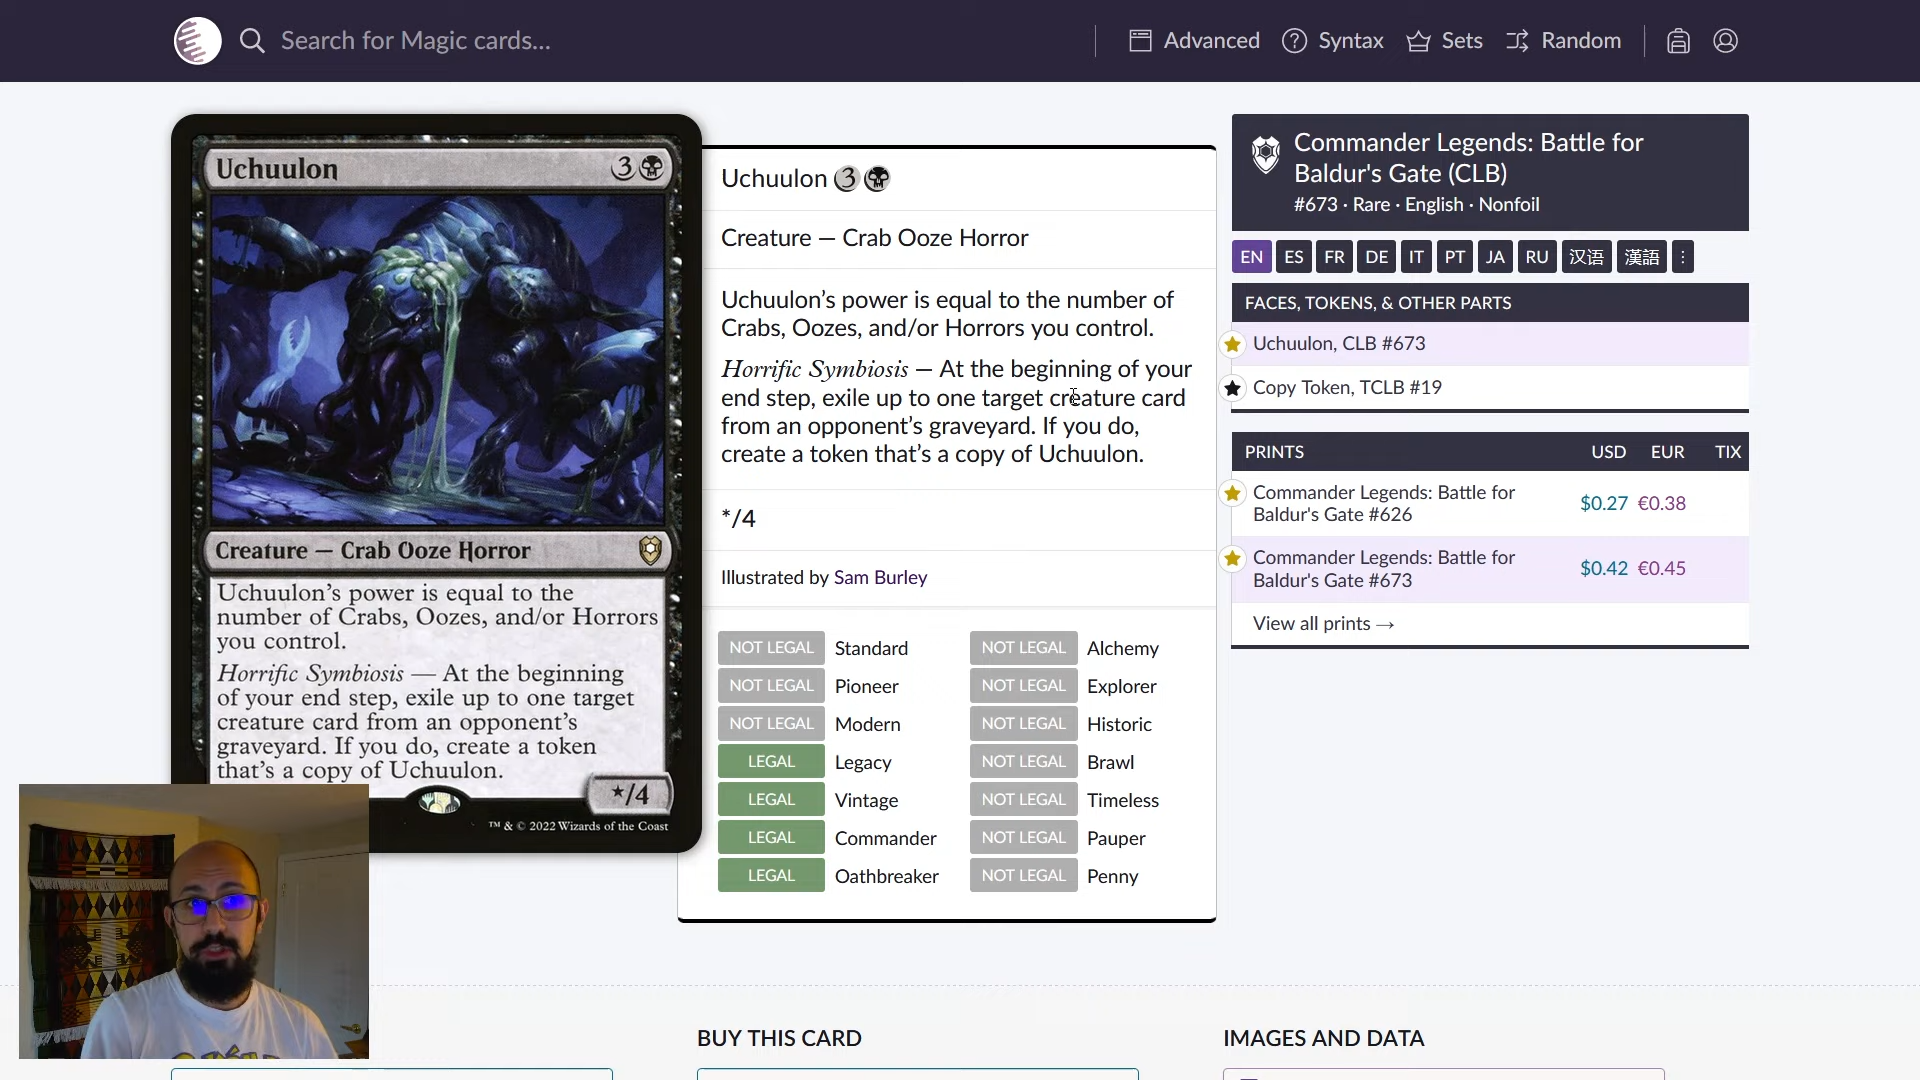 Search for Magic cards...
Advanced
Syntax
Sets
Random
Uchuulon 3
Creature — Crab Ooze Horror
Uchuulon's power is equal to the
number of Crabs, Oozes, and/or Horrors
you control.
Horrific Symbiosis — At the beginning
of your end step, exile up to one target
creature card from an opponent's
graveyard. If you do, create a token
that's a copy of Uchuulon.
★/4
™ & © 2022 Wizards of the Coast
Uchuulon 3
Creature — Crab Ooze Horror
Uchuulon's power is equal to the number of
Crabs, Oozes, and/or Horrors you control.
Horrific Symbiosis — At the beginning of your
end step, exile up to one target creature card
from an opponent's graveyard. If you do,
create a token that's a copy of Uchuulon.
*/4
Illustrated by Sam Burley
NOT LEGAL Standard NOT LEGAL Alchemy
NOT LEGAL Pioneer NOT LEGAL Explorer
NOT LEGAL Modern NOT LEGAL Historic
LEGAL Legacy NOT LEGAL Brawl
LEGAL Vintage NOT LEGAL Timeless
LEGAL Commander NOT LEGAL Pauper
LEGAL Oathbreaker NOT LEGAL Penny
Commander Legends: Battle for
Baldur's Gate (CLB)
#673 · Rare · English · Nonfoil
EN ES FR DE IT PT JA RU 汉语 漢語
FACES, TOKENS, & OTHER PARTS
Uchuulon, CLB #673
Copy Token, TCLB #19
PRINTS USD EUR TIX
Commander Legends: Battle for
Baldur's Gate #626 $0.27 €0.38
Commander Legends: Battle for
Baldur's Gate #673 $0.42 €0.45
View all prints →
BUY THIS CARD
IMAGES AND DATA